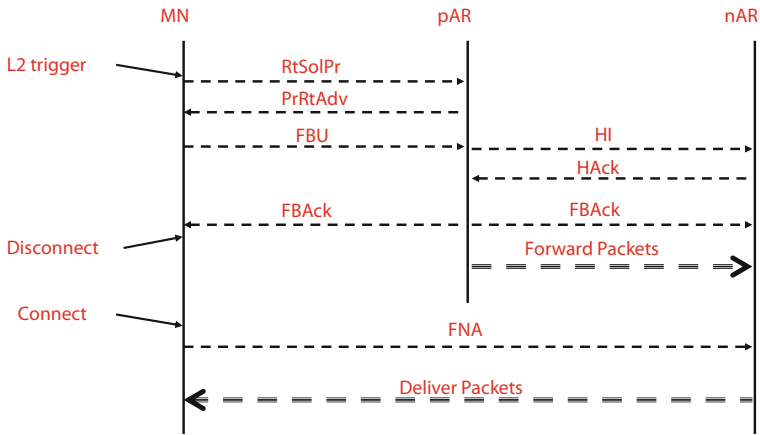 MN
pAR
nAR
L2 trigger
RtSolPr
PrRtAdv
FBU
HI
HAck
FBAck
FBAck
Disconnect
Forward Packets
Connect
FNA
Deliver Packets